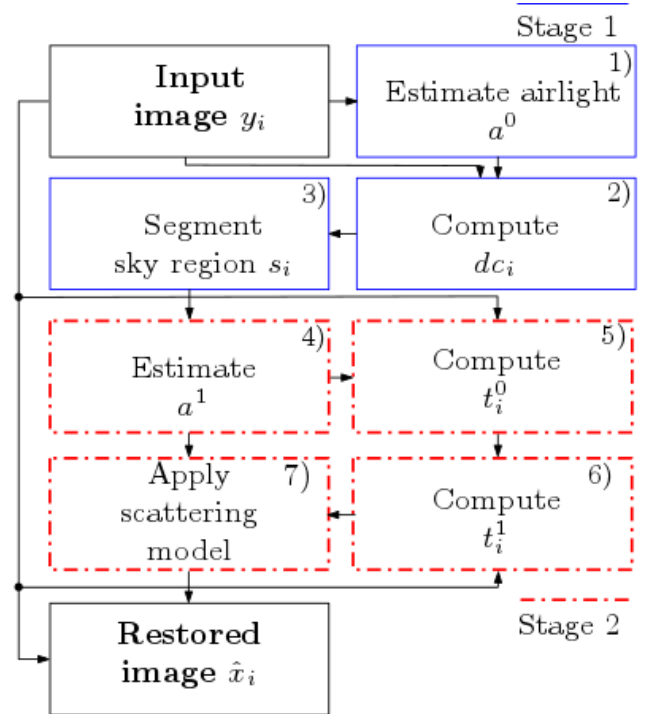 Stage 1
Input
image y_i
1)
Estimate airlight
a^0
3)
Segment
sky region s_i
2)
Compute
dc_i
4)
Estimate
a^1
5)
Compute
t_i^0
7)
Apply
scattering
model
6)
Compute
t_i^1
Restored
image x̂_i
Stage 2